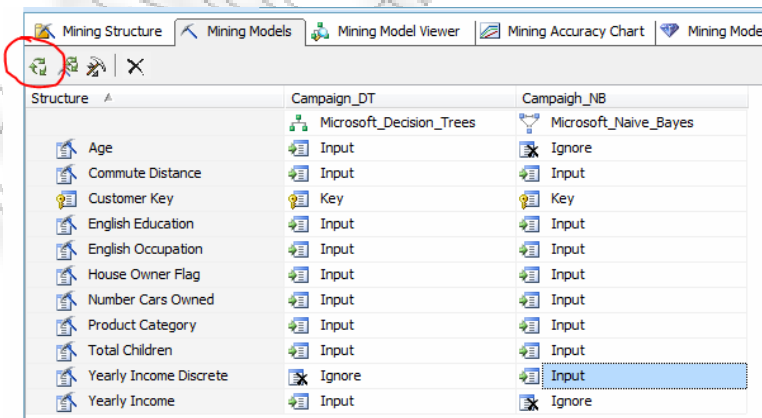 Mining Structure Mining Models Mining Model Viewer Mining Accuracy Chart Mining Mode
Structure Campaign_DT Campaigh_NB
Microsoft_Decision_Trees Microsoft_Naive_Bayes
Age Input Ignore
Commute Distance Input Input
Customer Key Key Key
English Education Input Input
English Occupation Input Input
House Owner Flag Input Input
Number Cars Owned Input Input
Product Category Input Input
Total Children Input Input
Yearly Income Discrete Ignore Input
Yearly Income Input Ignore